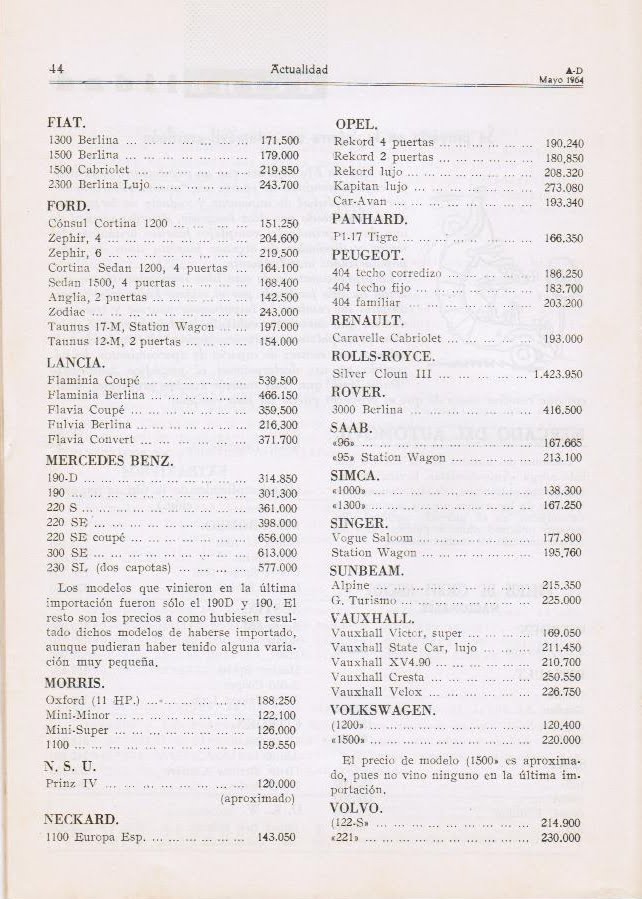 44
Actualidad
A-D
Mayo 1964
FIAT.
1300 Berlina ... ... ... ... ... ... ... 171.500
1500 Berlina ... ... ... ... ... ... ... 179.000
1500 Cabriolet ... ... ... ... ... ... 219.850
2300 Berlina Lujo ... ... ... ... ... 243.700
FORD.
Cónsul Cortina 1200 ... ... ... ... 151.250
Zephir, 4 ... ... ... ... ... ... ... ... 204.600
Zephir, 6 ... ... ... ... ... ... ... ... 219,500
Cortina Sedan 1200, 4 puertas ... 164.100
Sedan 1500, 4 puertas ... ... ... ... 168.400
Anglia, 2 puertas ... ... ... ... ... 142.500
Zodiac ... ... ... ... ... ... ... ... ... 243.000
Taunus 17-M, Station Wagon ... ... 197.000
Taunus 12-M, 2 puertas ... ... ... 154.000
LANCIA.
Flaminia Coupé ... ... ... ... ... ... 539.500
Flaminia Berlina ... ... ... ... ... ... 466.150
Flavia Coupé ... ... ... ... ... ... ... 359,500
Fulvia Berlina ... ... ... ... ... ... 216,300
Flavia Convert ... ... ... ... ... ... 371.700
MERCEDES BENZ.
190-D ... ... ... ... ... ... ... ... ... 314.850
190 ... ... ... ... ... ... ... ... ... ... 301,300
220 S ... ... ... ... ... ... ... ... ... 361.000
220 SE ... ... ... ... ... ... ... ... 398.000
220 SE coupé ... ... ... ... ... ... 656.000
300 SE ... ... ... ... ... ... ... ... 613.000
230 SL (dos capotas) ... ... ... ... 577.000
Los modelos que vinieron en la última
importación fueron sólo el 190D y 190. El
resto son los precios a como hubiesen resul-
tado dichos modelos de haberse importado,
aunque pudieran haber tenido alguna varia-
ción muy pequeña.
MORRIS.
Oxford (11 HP.) ... ... ... ... ... ... 188.250
Mini-Minor ... ... ... ... ... ... ... 122.100
Mini-Super ... ... ... ... ... ... ... 126.000
1100 ... ... ... ... ... ... ... ... ... 159.550
N. S. U.
Prinz IV ... ... ... ... ... ... ... ... 120.000
(aproximado)
NECKARD.
1100 Europa Esp. ... ... ... ... ... ... 143.050
OPEL.
Rekord 4 puertas ... ... ... ... ... 190.240
Rekord 2 puertas ... ... ... ... ... 180,850
Rekord lujo ... ... ... ... ... ... ... 208.320
Kapitan lujo ... ... ... ... ... ... ... 273.080
Car-Avan ... ... ... ... ... ... ... ... 193.340
PANHARD.
P1-17 Tigre ... ... ... ... ... ... ... 166.350
PEUGEOT.
404 techo corredizo ... ... ... ... ... 186.250
404 techo fijo ... ... ... ... ... ... ... 183,700
404 familiar ... ... ... ... ... ... ... 203.200
RENAULT.
Caravelle Cabriolet ... ... ... ... ... 193.000
ROLLS-ROYCE.
Silver Cloun III ... ... ... ... ... 1.423.950
ROVER.
3000 Berlina ... ... ... ... ... ... ... 416.500
SAAB.
«96» ... ... ... ... ... ... ... ... ... 167.665
«95» Station Wagon ... ... ... ... ... 213.100
SIMCA.
«1000» ... ... ... ... ... ... ... ... ... 138,300
«1300» ... ... ... ... ... ... ... ... ... 167.250
SINGER.
Vogue Saloom ... ... ... ... ... ... 177.800
Station Wagon ... ... ... ... ... ... 195,760
SUNBEAM.
Alpine ... ... ... ... ... ... ... ... ... 215,350
G. Turismo ... ... ... ... ... ... ... 225.000
VAUXHALL.
Vauxhall Victcr, super ... ... ... ... 169.050
Vauxhall State Car, lujo ... ... ... 211.450
Vauxhall XV4.90 ... ... ... ... ... 210.700
Vauxhall Cresta ... ... ... ... ... ... 250.550
Vauxhall Velox ... ... ... ... ... ... 226.750
VOLKSWAGEN.
(1200» ... ... ... ... ... ... ... ... ... 120,400
«1500» ... ... ... ... ... ... ... ... ... 220.000
El precio de modelo (1500» es aproxima-
do, pues no vino ninguno en la última im-
portación.
VOLVO.
(122-S» ... ... ... ... ... ... ... ... ... 214.900
«221» ... ... ... ... ... ... ... ... ... 230.000